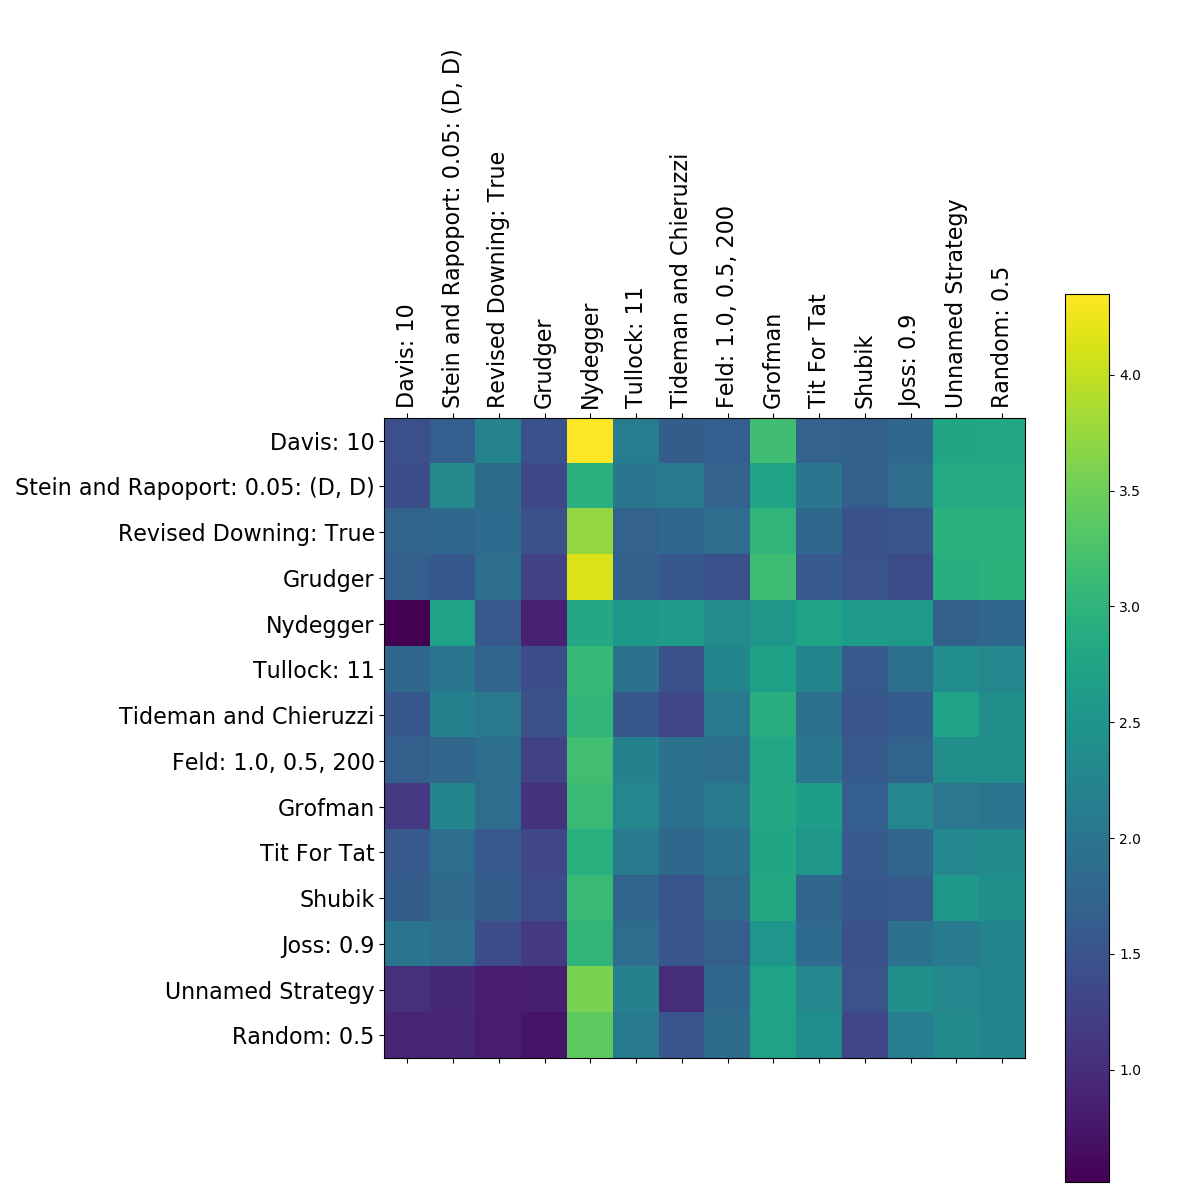 Davis: 10
Stein and Rapoport: 0.05: (D, D)
Revised Downing: True
Grudger
Nydegger
Tullock: 11
Tideman and Chieruzzi
Feld: 1.0, 0.5, 200
Grofman
Tit For Tat
Shubik
Joss: 0.9
Unnamed Strategy
Random: 0.5
Davis: 10
Stein and Rapoport: 0.05: (D, D)
Revised Downing: True
Grudger
Nydegger
Tullock: 11
Tideman and Chieruzzi
Feld: 1.0, 0.5, 200
Grofman
Tit For Tat
Shubik
Joss: 0.9
Unnamed Strategy
Random: 0.5
4.0
3.5
3.0
2.5
2.0
1.5
1.0